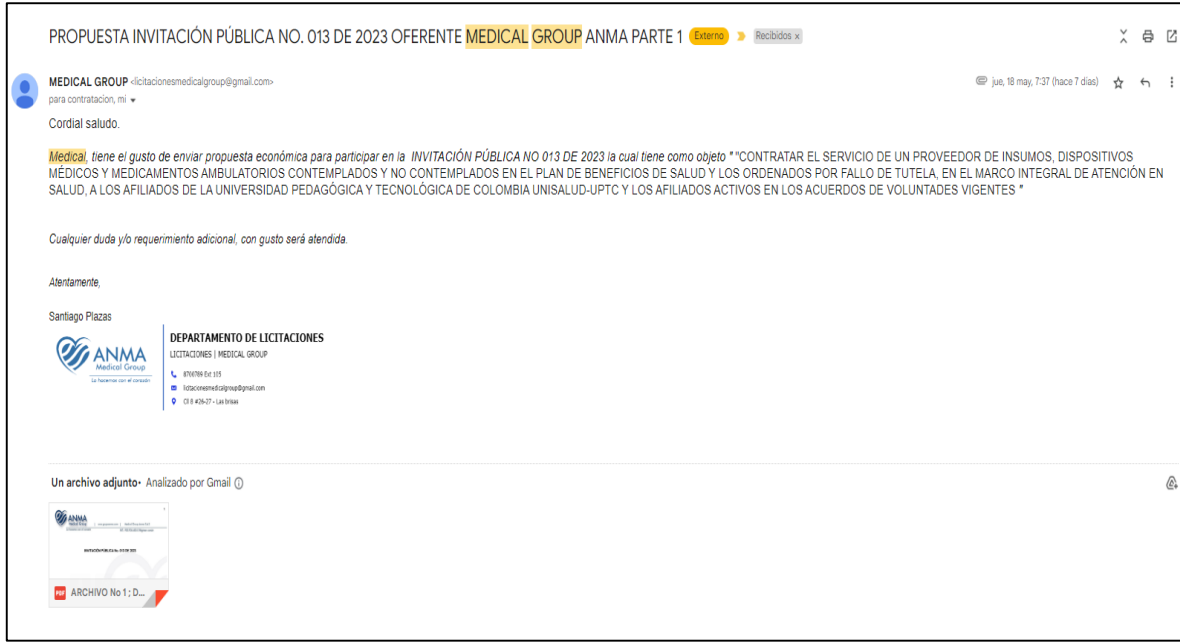 PROPUESTA INVITACIÓN PÚBLICA NO. 013 DE 2023 OFERENTE MEDICAL GROUP ANMA PARTE 1 Externo Recibidos x
MEDICAL GROUP <licitacionesmedicalgroup@gmail.com>
jue, 18 may, 7:37 (hace 7 días)
para contratacion, mi
Cordial saludo.
Medical, tiene el gusto de enviar propuesta económica para participar en la INVITACIÓN PÚBLICA NO 013 DE 2023 la cual tiene como objeto " "CONTRATAR EL SERVICIO DE UN PROVEEDOR DE INSUMOS, DISPOSITIVOS
MÉDICOS Y MEDICAMENTOS AMBULATORIOS CONTEMPLADOS Y NO CONTEMPLADOS EN EL PLAN DE BENEFICIOS DE SALUD Y LOS ORDENADOS POR FALLO DE TUTELA, EN EL MARCO INTEGRAL DE ATENCIÓN EN
SALUD, A LOS AFILIADOS DE LA UNIVERSIDAD PEDAGÓGICA Y TECNOLÓGICA DE COLOMBIA UNISALUD-UPTC Y LOS AFILIADOS ACTIVOS EN LOS ACUERDOS DE VOLUNTADES VIGENTES "
Cualquier duda y/o requerimiento adicional, con gusto será atendida.
Atentamente,
Santiago Plazas
ANMA
Medical Group
Lo hacemos con el corazón
DEPARTAMENTO DE LICITACIONES
LICITACIONES | MEDICAL GROUP
8700789 Ext 105
licitacionesmedicalgroup@gmail.com
Cll 8 #26-27 - Las brisas
Un archivo adjunto • Analizado por Gmail
ANMA
INVITACIÓN PÚBLICA No. 013 DE 2023
PDF ARCHIVO No 1 ; D...